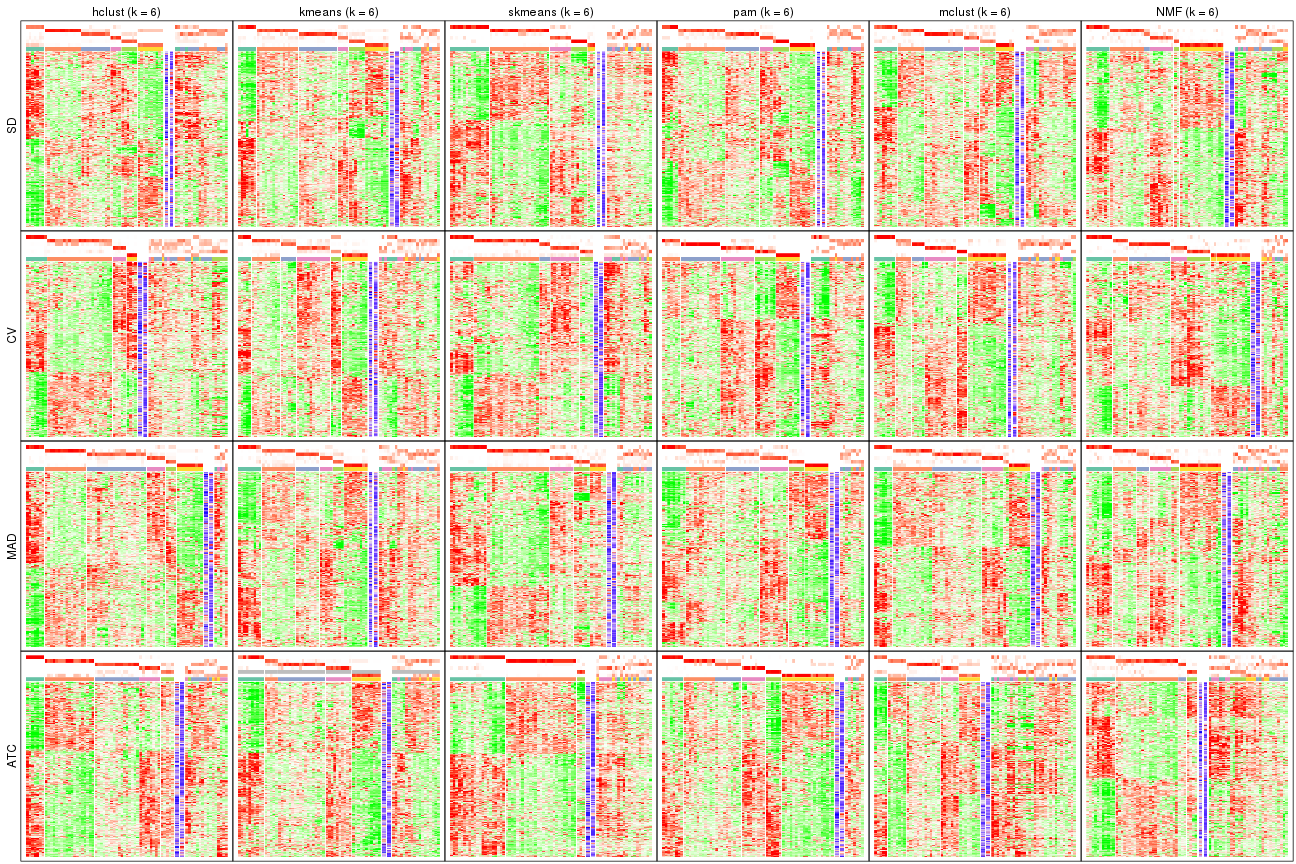 hclust (k = 6) kmeans (k = 6) skmeans (k = 6) pam (k = 6) mclust (k = 6) NMF (k = 6)
SD
CV
MAD
ATC